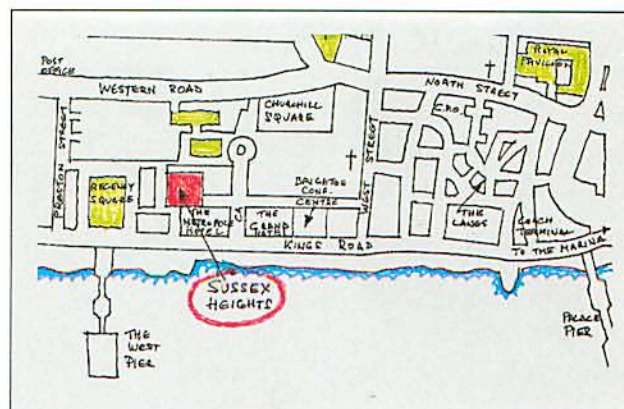 POST
OFFICE
WESTERN ROAD
CHURCHILL
SQUARE
NORTH STREET
ROYAL
PAVILION
G.P.O.
PRESTON STREET
REGENCY
SQUARE
THE
METROPOLE
HOTEL
THE
GRAND
HOTEL
BRIGHTON
CONF.
CENTRE
WEST STREET
THE
LANES
COACH
TERMINAL
KINGS ROAD
TO THE MARINA
SUSSEX
HEIGHTS
THE
WEST
PIER
PALACE
PIER